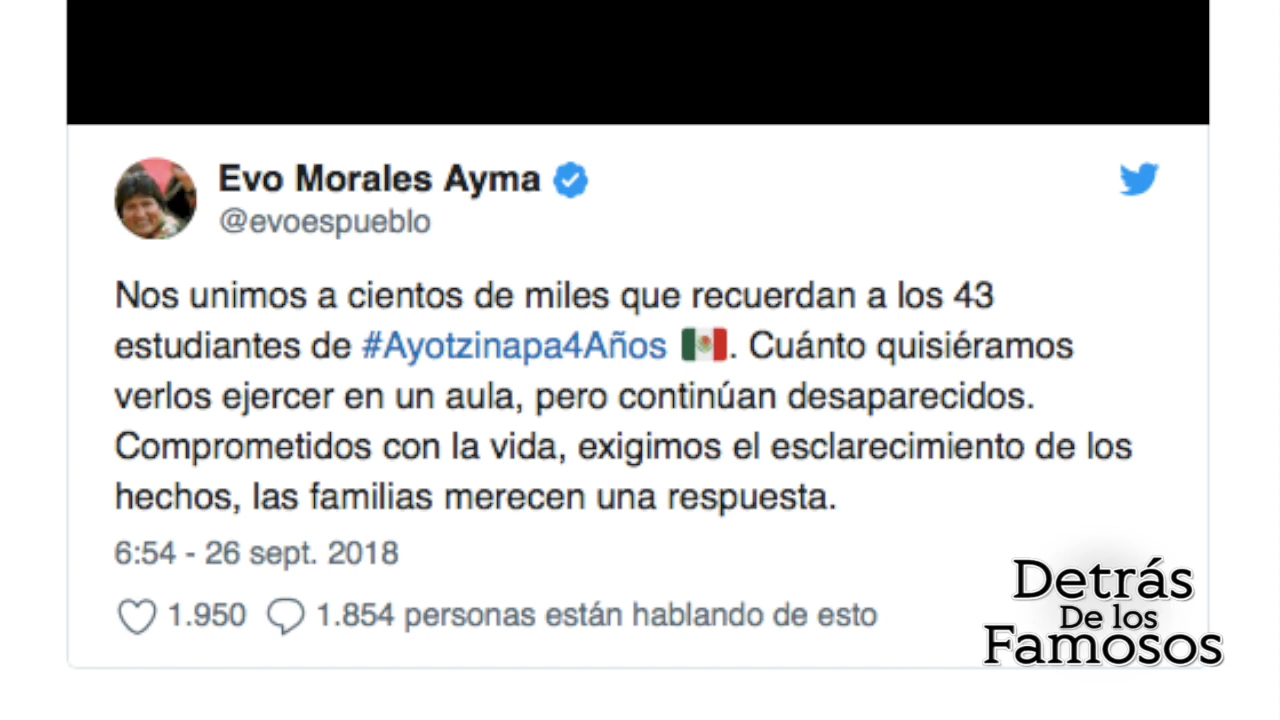 Evo Morales Ayma
@evoespueblo
Nos unimos a cientos de miles que recuerdan a los 43
estudiantes de #Ayotzinapa4Años 🇲🇽. Cuánto quisiéramos
verlos ejercer en un aula, pero continúan desaparecidos.
Comprometidos con la vida, exigimos el esclarecimiento de los
hechos, las familias merecen una respuesta.
6:54 - 26 sept. 2018
1.950 1.854 personas están hablando de esto
Detrás
De los
Famosos